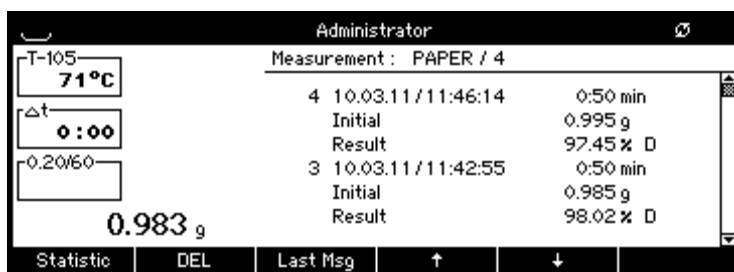 Administrator
T-105
71°C
Δt
0:00
0.20/60
0.983 g
Measurement : PAPER / 4
4 10.03.11/11:46:14 0:50 min
Initial 0.995 g
Result 97.45 % D
3 10.03.11/11:42:55 0:50 min
Initial 0.985 g
Result 98.02 % D
Statistic DEL Last Msg ↑ ↓